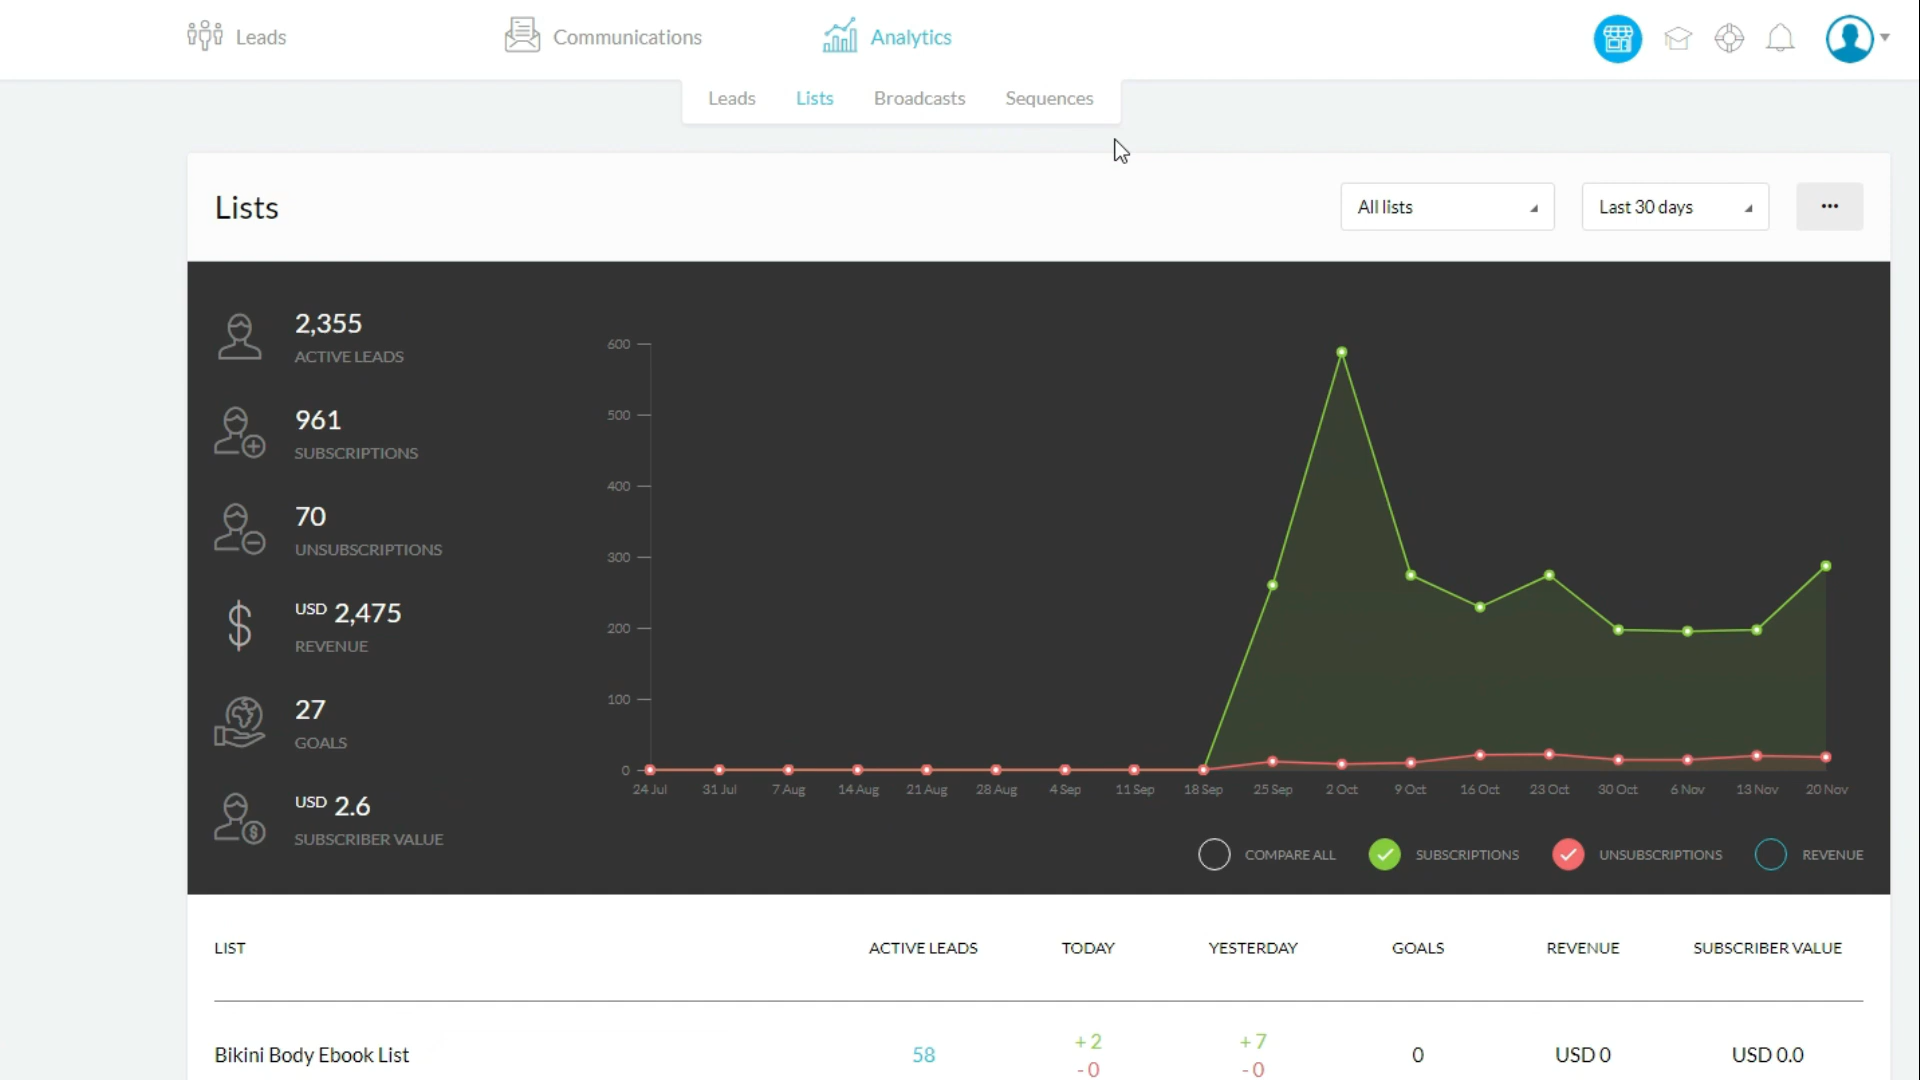 Leads
Communications
Analytics
Leads Lists Broadcasts Sequences
Lists
All lists
Last 30 days
...
2,355
ACTIVE LEADS
961
SUBSCRIPTIONS
70
UNSUBSCRIPTIONS
USD 2,475
REVENUE
27
GOALS
USD 2.6
SUBSCRIBER VALUE
600
500
400
300
200
100
0
24 Jul 31 Jul 7 Aug 14 Aug 21 Aug 28 Aug 4 Sep 11 Sep 18 Sep 25 Sep 2 Oct 9 Oct 16 Oct 23 Oct 30 Oct 6 Nov 13 Nov 20 Nov
COMPARE ALL SUBSCRIPTIONS UNSUBSCRIPTIONS REVENUE
LIST ACTIVE LEADS TODAY YESTERDAY GOALS REVENUE SUBSCRIBER VALUE
Bikini Body Ebook List 58 +2 +7 0 USD 0 USD 0.0
-0 -0